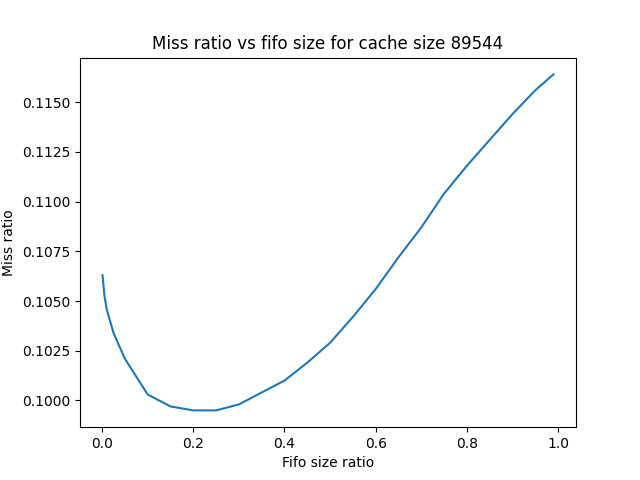 Miss ratio vs fifo size for cache size 89544
Miss ratio
0.1150
0.1125
0.1100
0.1075
0.1050
0.1025
0.1000
0.0 0.2 0.4 0.6 0.8 1.0
Fifo size ratio